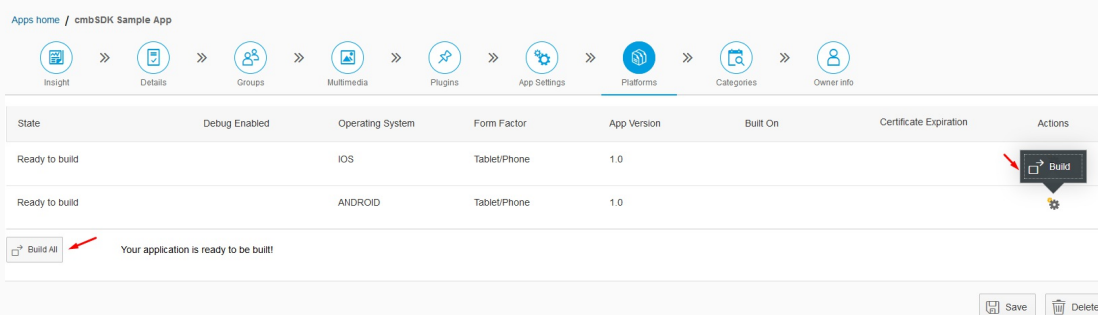 Apps home / cmbSDK Sample App
Insight Details Groups Multimedia Plugins App Settings Platforms Categories Owner info
State Debug Enabled Operating System Form Factor App Version Built On Certificate Expiration Actions
Ready to build IOS Tablet/Phone 1.0
Build
Ready to build ANDROID Tablet/Phone 1.0
Build All Your application is ready to be built!
Save Delete